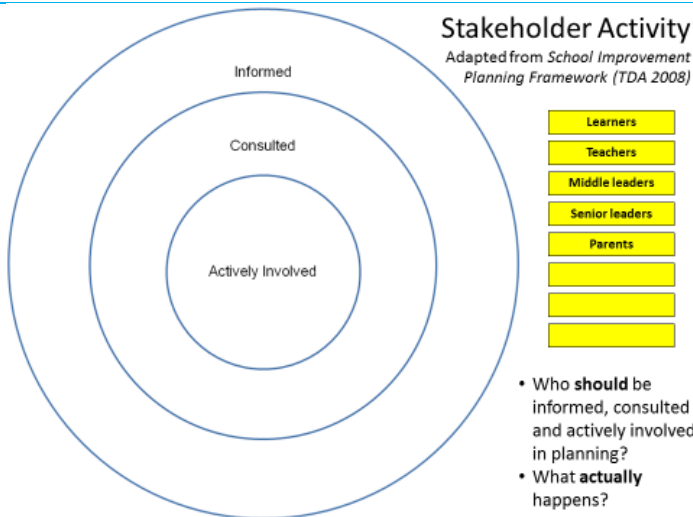 Stakeholder Activity
Adapted from School Improvement
Planning Framework (TDA 2008)
Informed
Consulted
Actively Involved
Learners
Teachers
Middle leaders
Senior leaders
Parents
• Who should be
informed, consulted
and actively involved
in planning?
• What actually
happens?